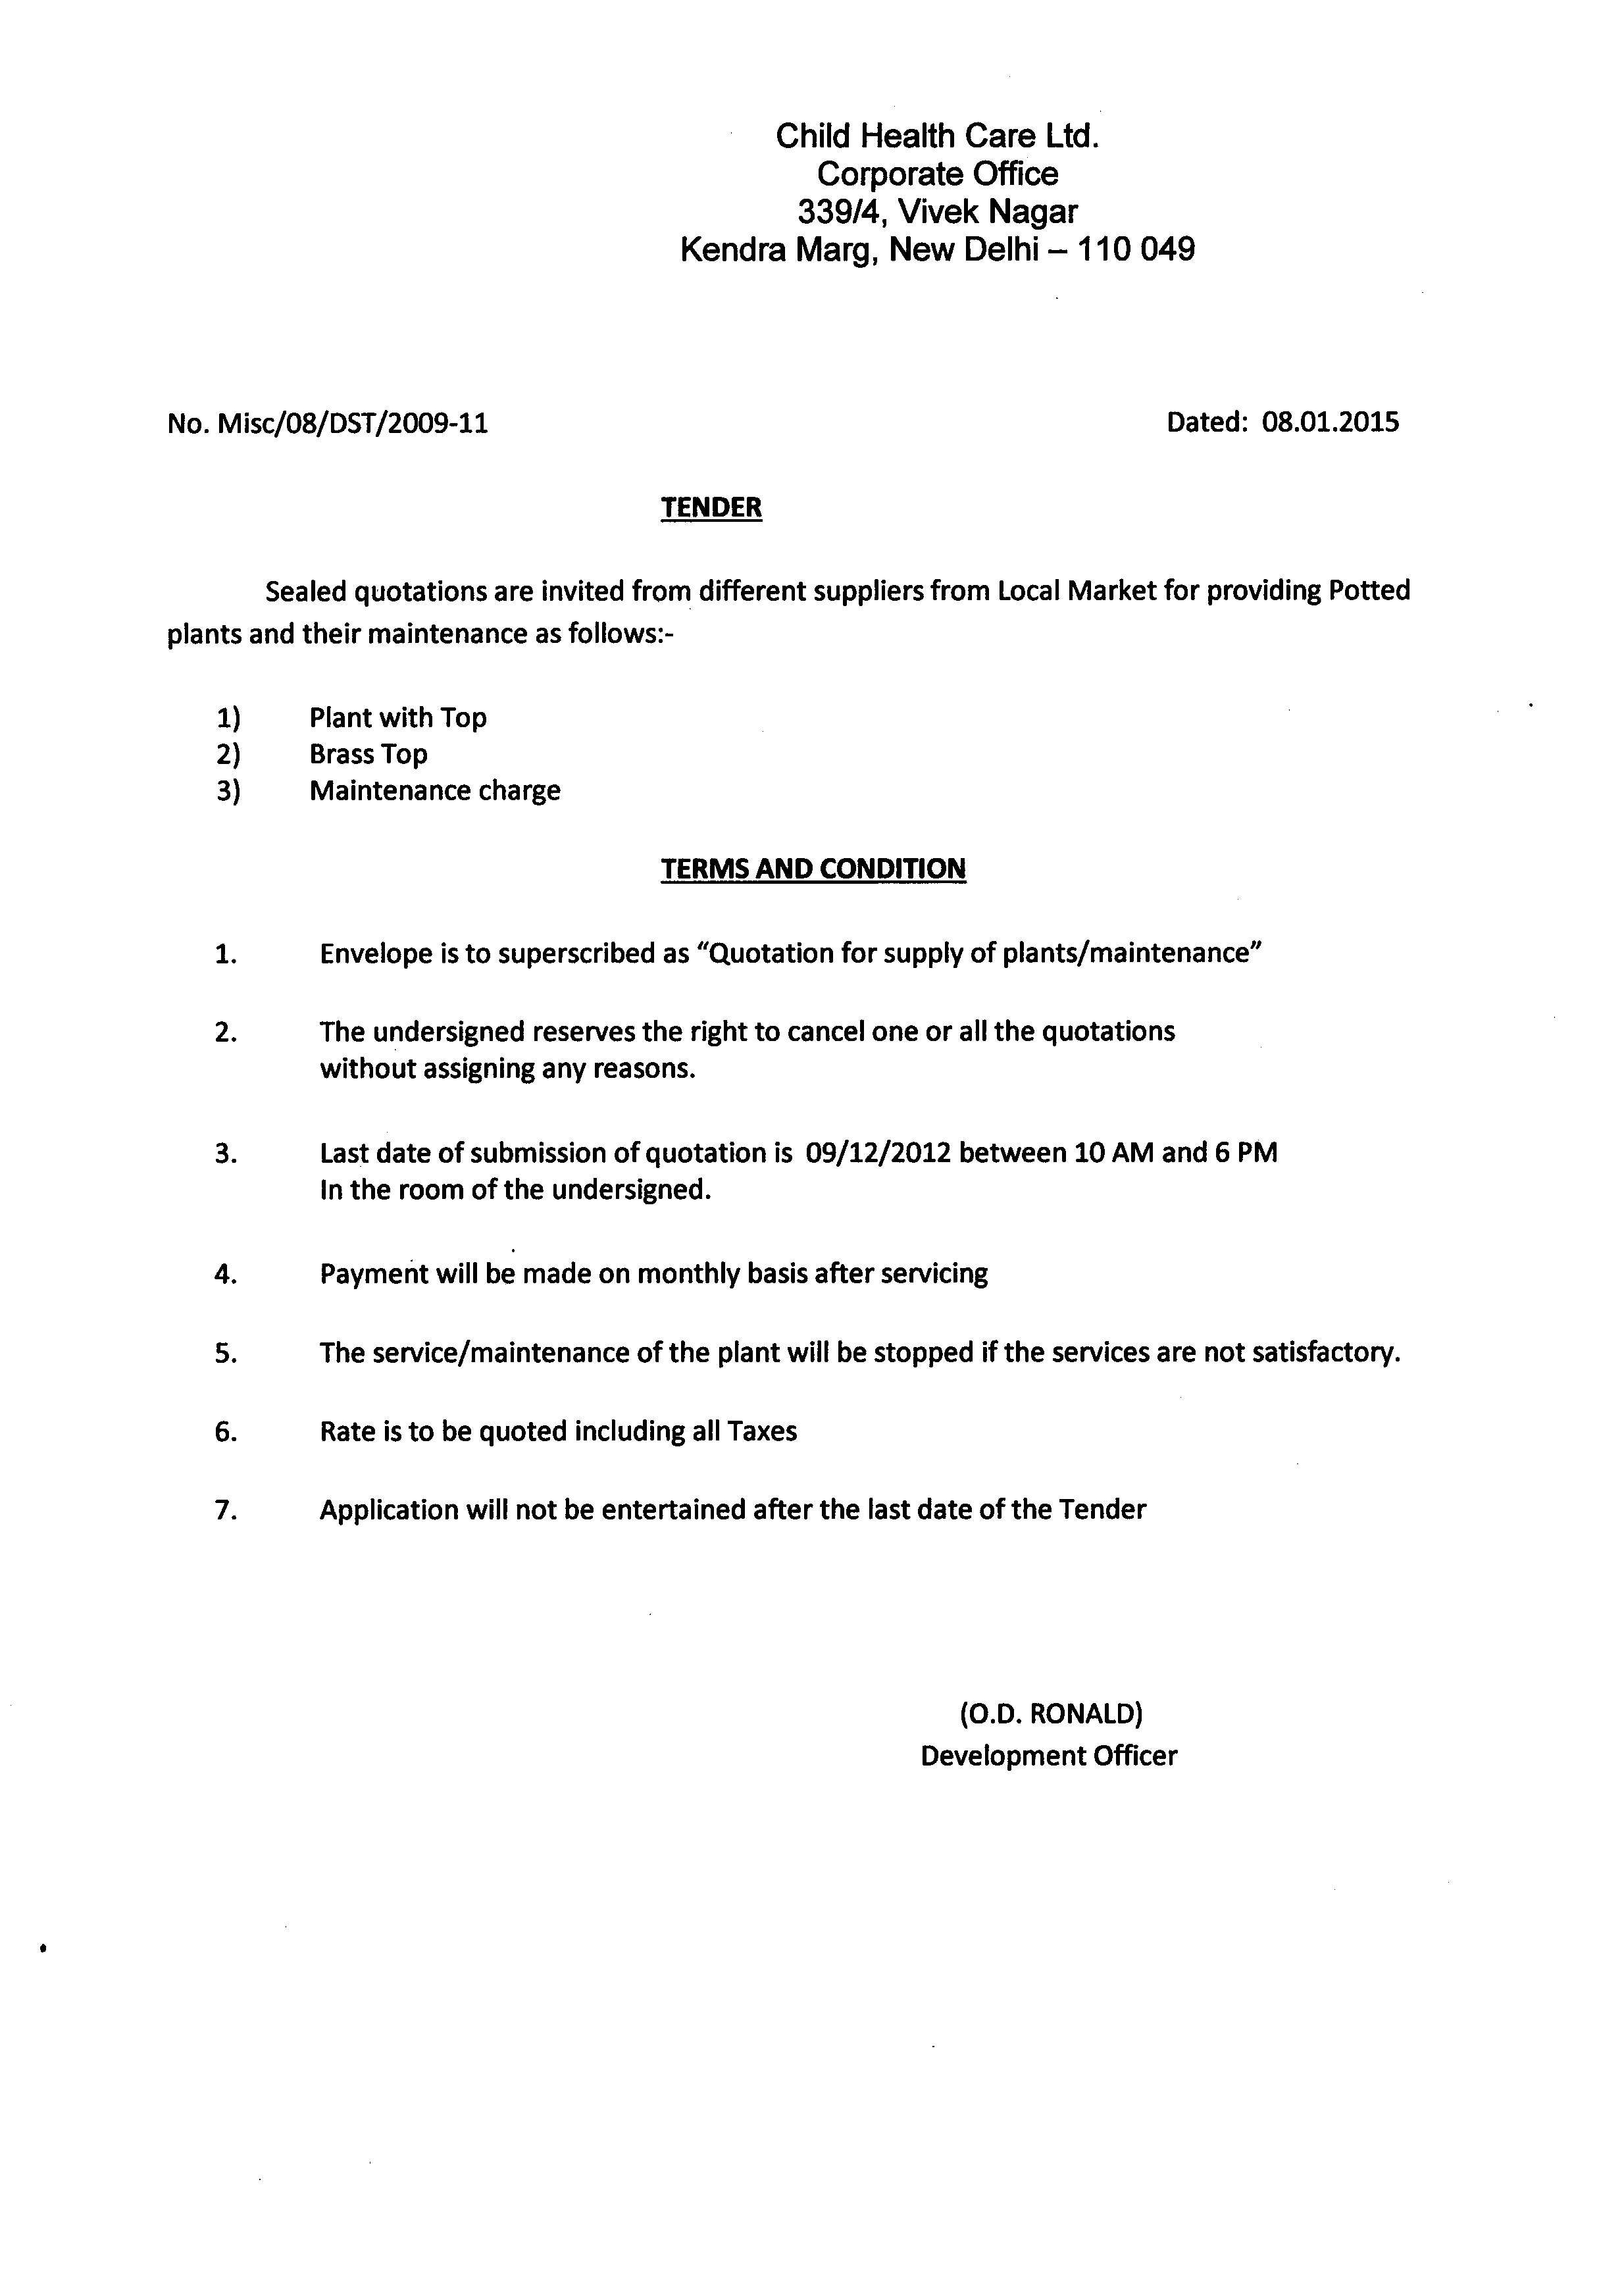 Child Health Care Ltd.
Corporate Office
339/4, Vivek Nagar
Kendra Marg, New Delhi – 110 049
No. Misc/08/DST/2009-11 Dated: 08.01.2015
TENDER
Sealed quotations are invited from different suppliers from Local Market for providing Potted
plants and their maintenance as follows:-
1) Plant with Top
2) Brass Top
3) Maintenance charge
TERMS AND CONDITION
1. Envelope is to superscribed as “Quotation for supply of plants/maintenance”
2. The undersigned reserves the right to cancel one or all the quotations
without assigning any reasons.
3. Last date of submission of quotation is 09/12/2012 between 10 AM and 6 PM
In the room of the undersigned.
4. Payment will be made on monthly basis after servicing
5. The service/maintenance of the plant will be stopped if the services are not satisfactory.
6. Rate is to be quoted including all Taxes
7. Application will not be entertained after the last date of the Tender
(O.D. RONALD)
Development Officer